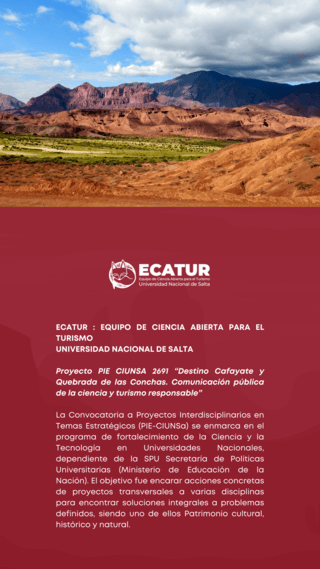 ECATUR
Equipo de Ciencia Abierta para el Turismo
Universidad Nacional de Salta
ECATUR : EQUIPO DE CIENCIA ABIERTA PARA EL
TURISMO
UNIVERSIDAD NACIONAL DE SALTA
Proyecto PIE CIUNSA 2691 "Destino Cafayate y
Quebrada de las Conchas. Comunicación pública
de la ciencia y turismo responsable"
La Convocatoria a Proyectos Interdisciplinarios en
Temas Estratégicos (PIE-CIUNSa) se enmarca en el
programa de fortalecimiento de la Ciencia y la
Tecnología en Universidades Nacionales,
dependiente de la SPU Secretaría de Políticas
Universitarias (Ministerio de Educación de la
Nación). El objetivo fue encarar acciones concretas
de proyectos transversales a varias disciplinas
para encontrar soluciones integrales a problemas
definidos, siendo uno de ellos Patrimonio cultural,
histórico y natural.